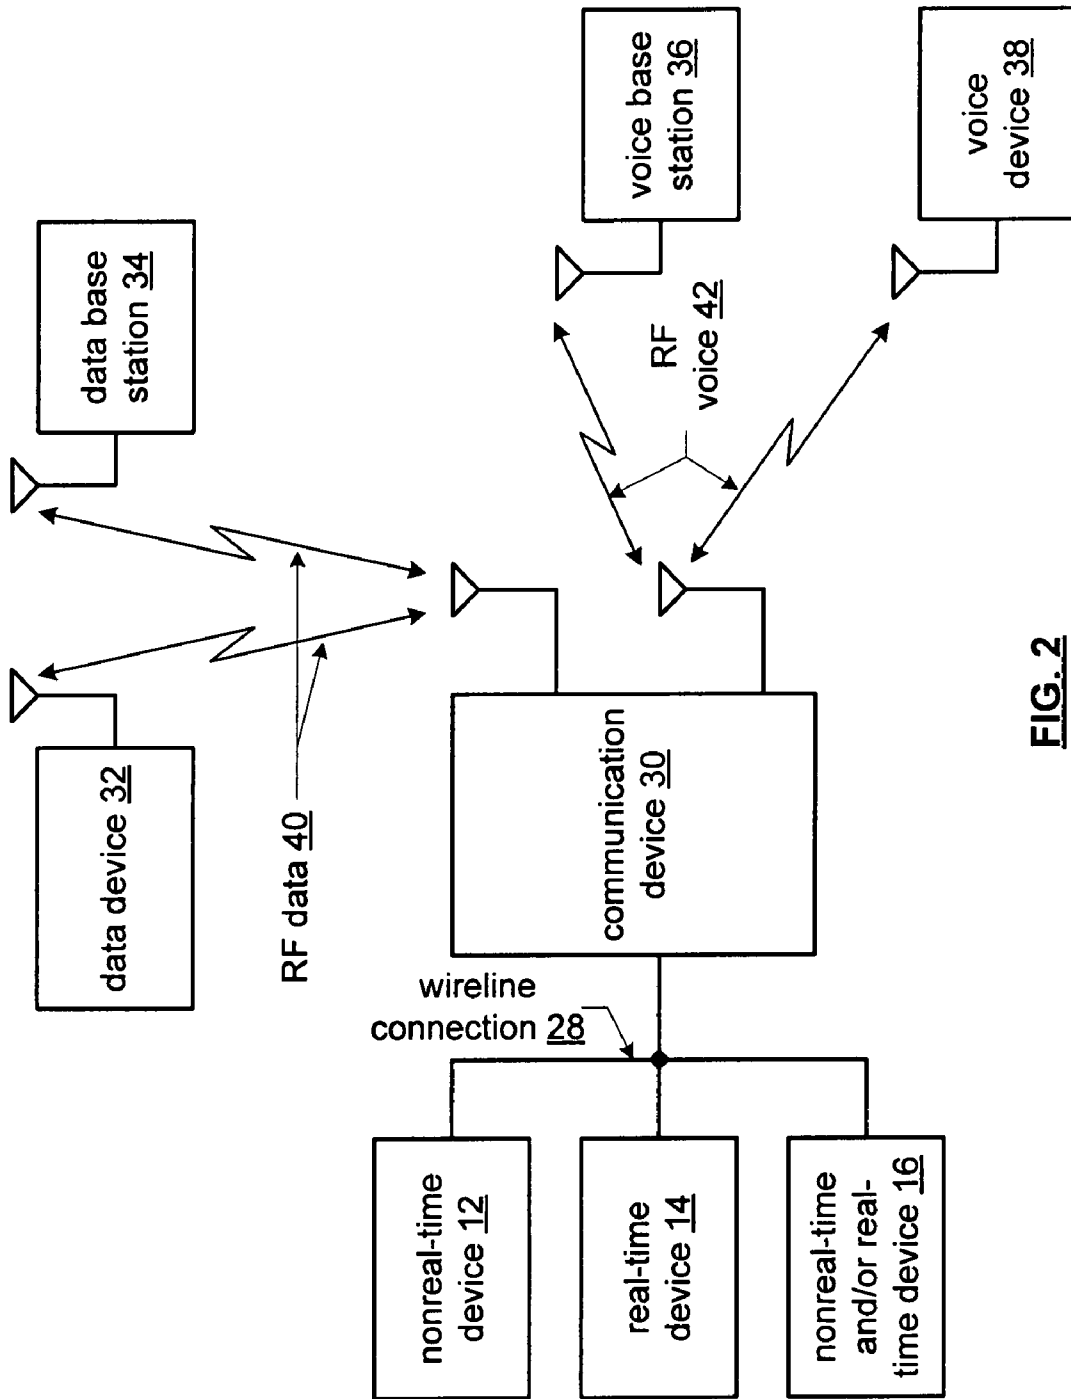 data device 32
data base
station 34
RF data 40
wireline
connection 28
nonreal-time
device 12
real-time
device 14
nonreal-time
and/or real-
time device 16
communication
device 30
RF
voice 42
voice base
station 36
voice
device 38
FIG. 2